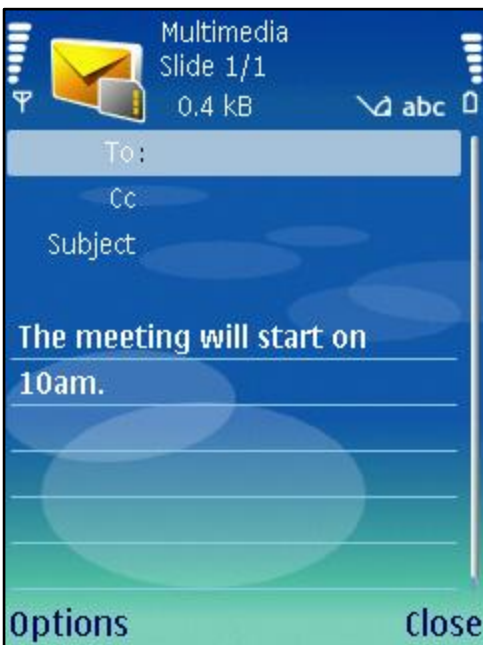 Multimedia
Slide 1/1
0.4 kB abc
To:
Cc
Subject
The meeting will start on
10am.
Options Close